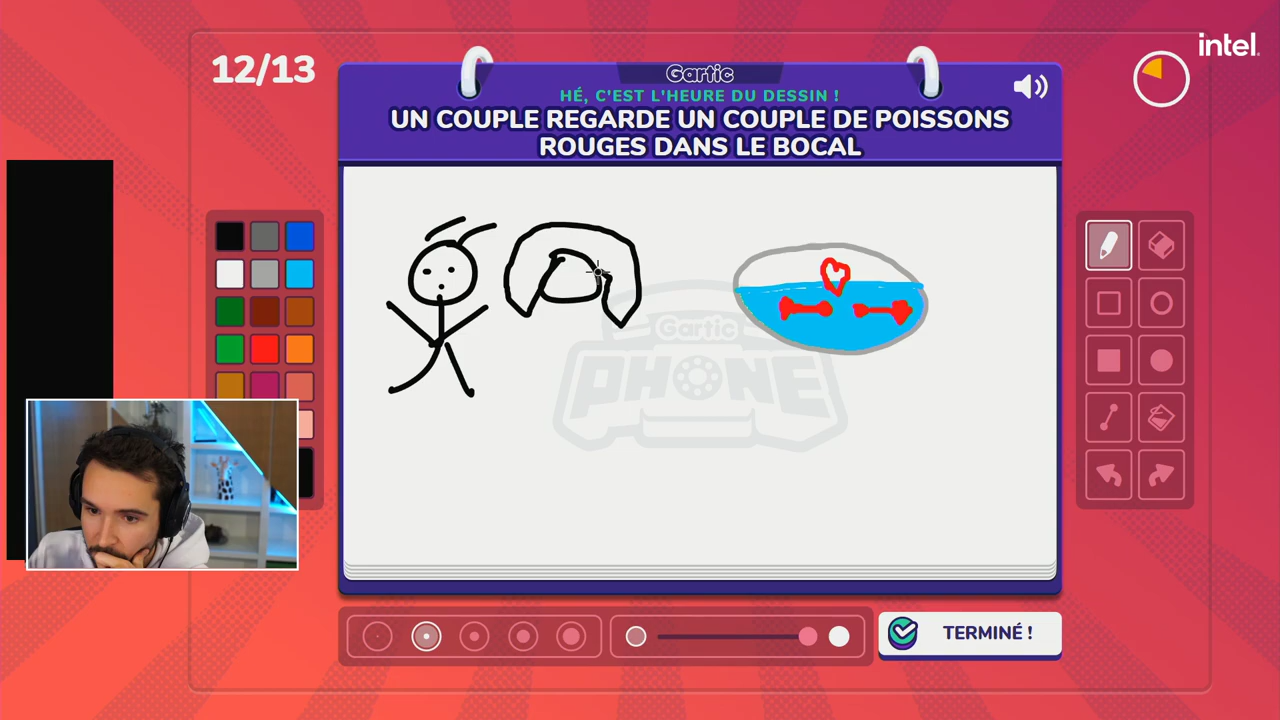 intel.
12/13
Gartic
HÉ, C'EST L'HEURE DU DESSIN !
UN COUPLE REGARDE UN COUPLE DE POISSONS
ROUGES DANS LE BOCAL
Gartic
PHONE
TERMINÉ !